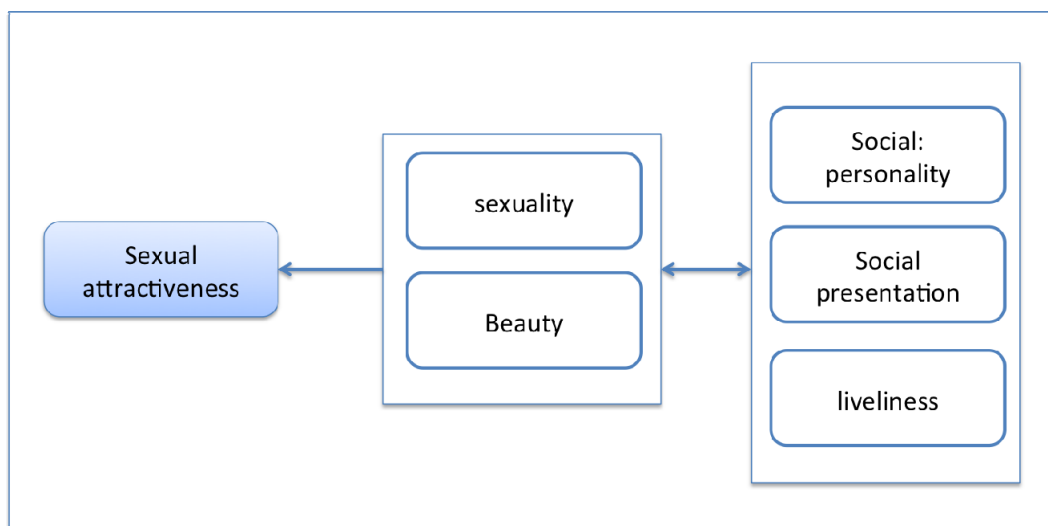 Sexual
attractiveness
sexuality
Beauty
Social:
personality
Social
presentation
liveliness